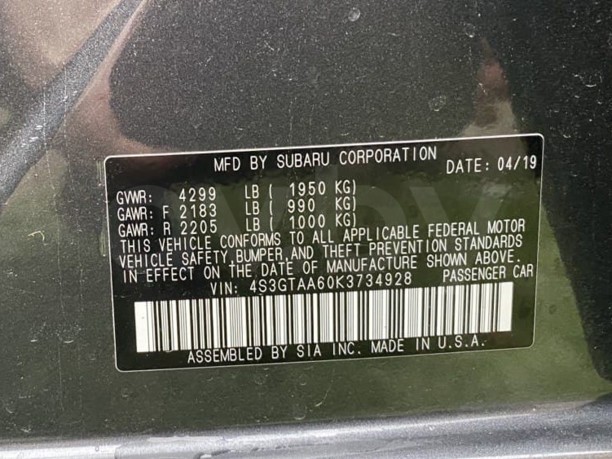 MFD BY SUBARU CORPORATION DATE: 04/19
GVWR: 4299 LB ( 1950 KG)
GAWR: F 2183 LB ( 990 KG)
GAWR: R 2205 LB ( 1000 KG)
THIS VEHICLE CONFORMS TO ALL APPLICABLE FEDERAL MOTOR
VEHICLE SAFETY, BUMPER, AND THEFT PREVENTION STANDARDS
IN EFFECT ON THE DATE OF MANUFACTURE SHOWN ABOVE.
VIN: 4S3GTAA60K3734928 PASSENGER CAR
ASSEMBLED BY SIA INC. MADE IN U.S.A.